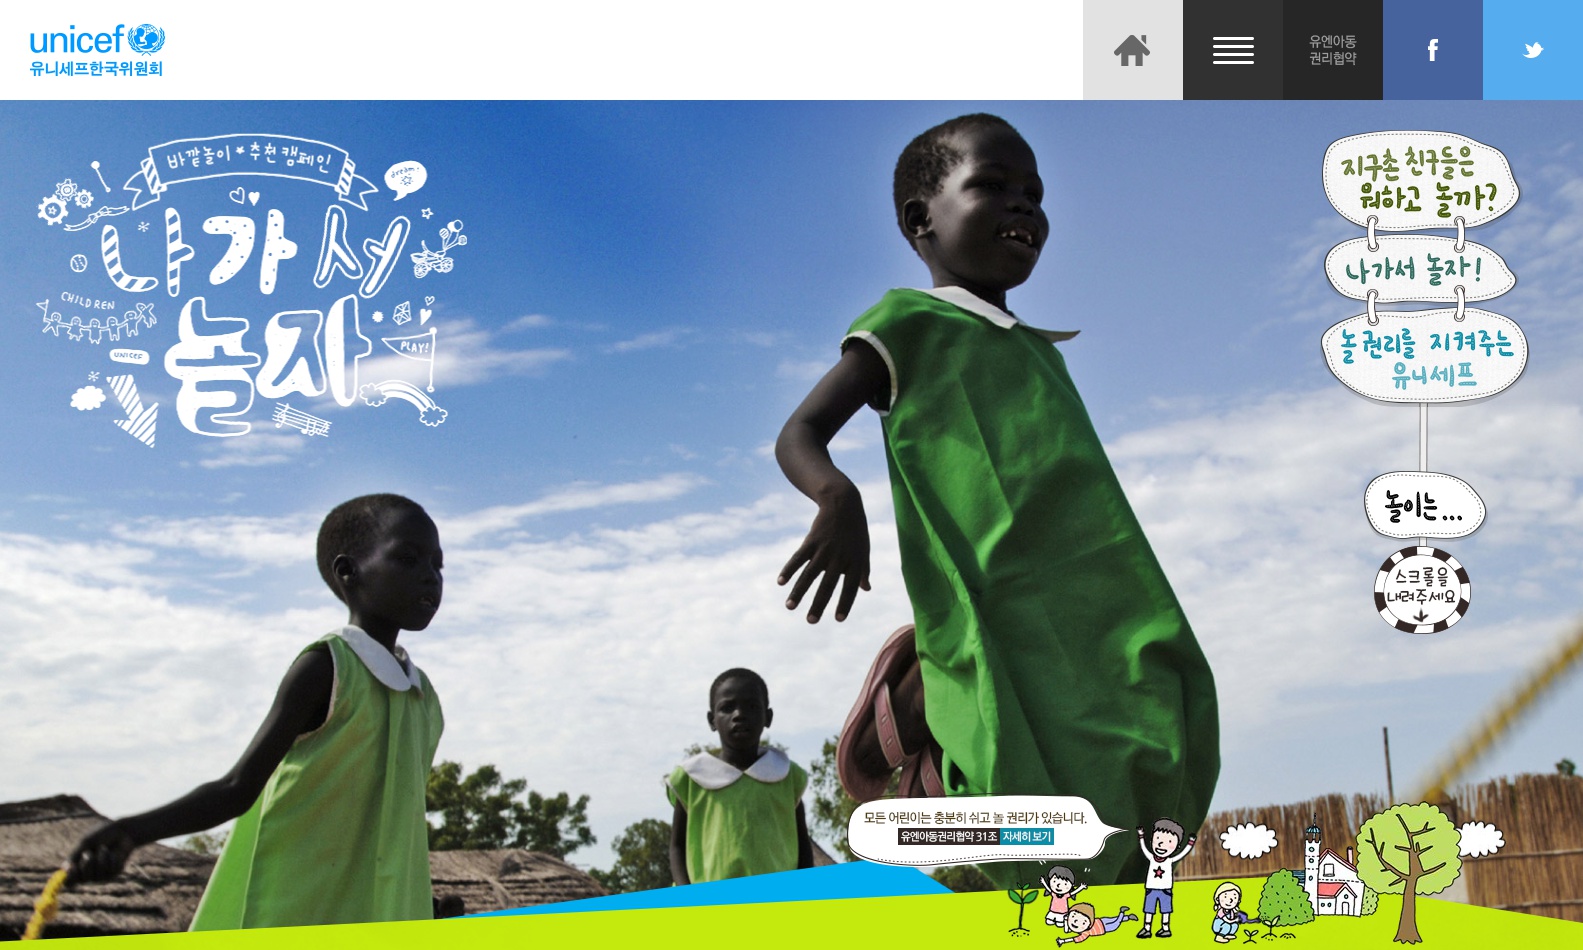 unicef
유니세프한국위원회
유엔아동
권리협약
f
바깥놀이 * 추천 캠페인
dream..
나가서
놀자
CHILDREN
UNICEF
PLAY!
지구촌 친구들은
뭐하고 놀까?
나가서 놀자!
놀 권리를 지켜주는
유니세프
놀이는...
스크롤을
내려주세요
모든 어린이는 충분히 쉬고 놀 권리가 있습니다.
유엔아동권리협약 31조 자세히 보기